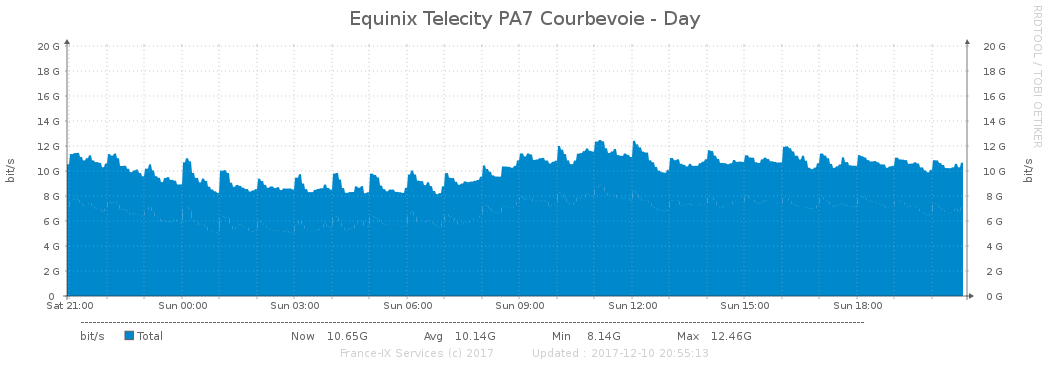 Equinix Telecity PA7 Courbevoie - Day
RRDTOOL / TOBI OETIKER
bit/s
bit/s
20 G 20 G
18 G 18 G
16 G 16 G
14 G 14 G
12 G 12 G
10 G 10 G
8 G 8 G
6 G 6 G
4 G 4 G
2 G 2 G
0 0 G
Sat 21:00 Sun 00:00 Sun 03:00 Sun 06:00 Sun 09:00 Sun 12:00 Sun 15:00 Sun 18:00
bit/s Total Now 10.65G Avg 10.14G Min 8.14G Max 12.46G
France-IX Services (c) 2017 Updated : 2017-12-10 20:55:13